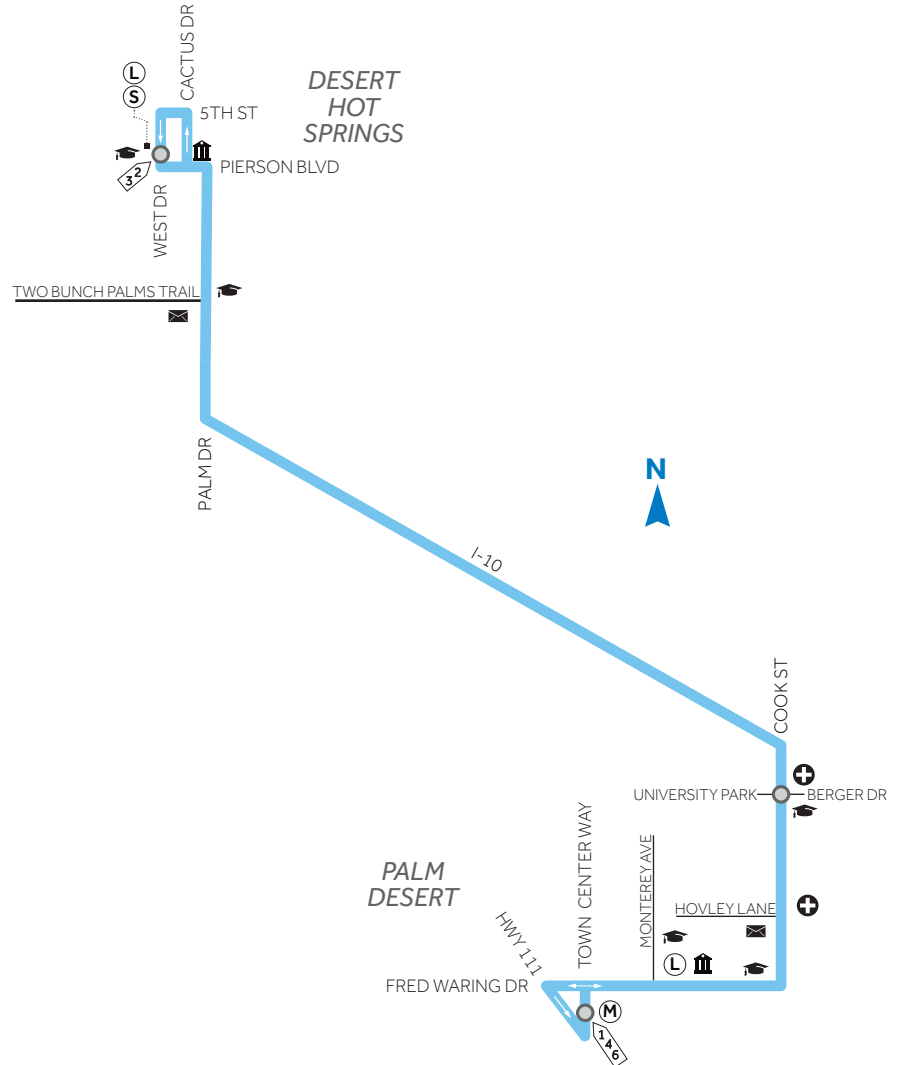 CACTUS DR
L
S
DESERT
HOT
SPRINGS
5TH ST
PIERSON BLVD
3 2
WEST DR
TWO BUNCH PALMS TRAIL
PALM DR
N
I-10
COOK ST
UNIVERSITY PARK
BERGER DR
TOWN CENTER WAY
MONTEREY AVE
PALM
DESERT
HOVLEY LANE
HWY 111
L
FRED WARING DR
M
1
4
6